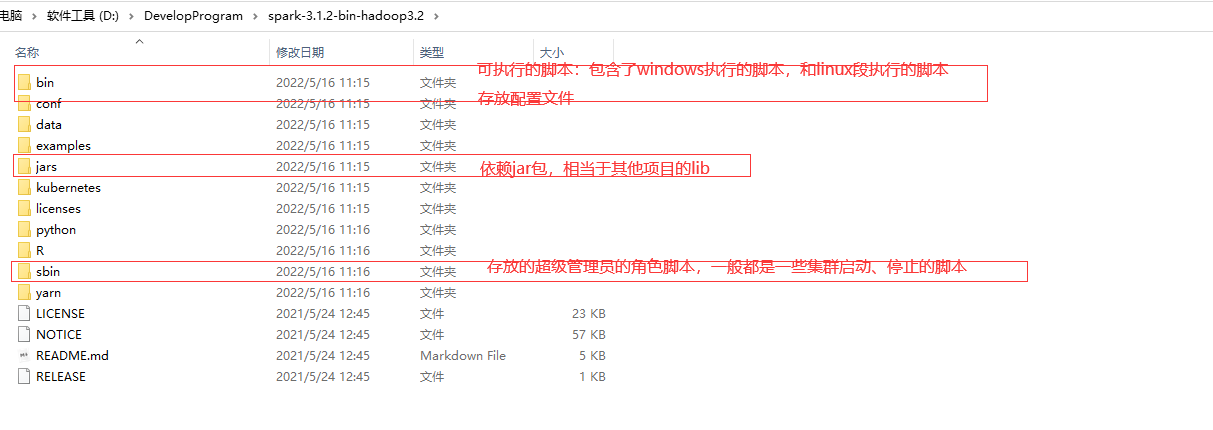 电脑 › 软件工具 (D:) › DevelopProgram › spark-3.1.2-bin-hadoop3.2 ›
名称 修改日期 类型 大小
可执行的脚本：包含了windows执行的脚本，和linux段执行的脚本
bin 2022/5/16 11:15 文件夹
存放配置文件
conf 2022/5/16 11:15 文件夹
data 2022/5/16 11:15 文件夹
examples 2022/5/16 11:15 文件夹
jars 2022/5/16 11:15 文件夹 依赖jar包，相当于其他项目的lib
kubernetes 2022/5/16 11:15 文件夹
licenses 2022/5/16 11:15 文件夹
python 2022/5/16 11:16 文件夹
R 2022/5/16 11:16 文件夹
sbin 2022/5/16 11:16 文件夹 存放的超级管理员的角色脚本，一般都是一些集群启动、停止的脚本
yarn 2022/5/16 11:16 文件夹
LICENSE 2021/5/24 12:45 文件 23 KB
NOTICE 2021/5/24 12:45 文件 57 KB
README.md 2021/5/24 12:45 Markdown File 5 KB
RELEASE 2021/5/24 12:45 文件 1 KB